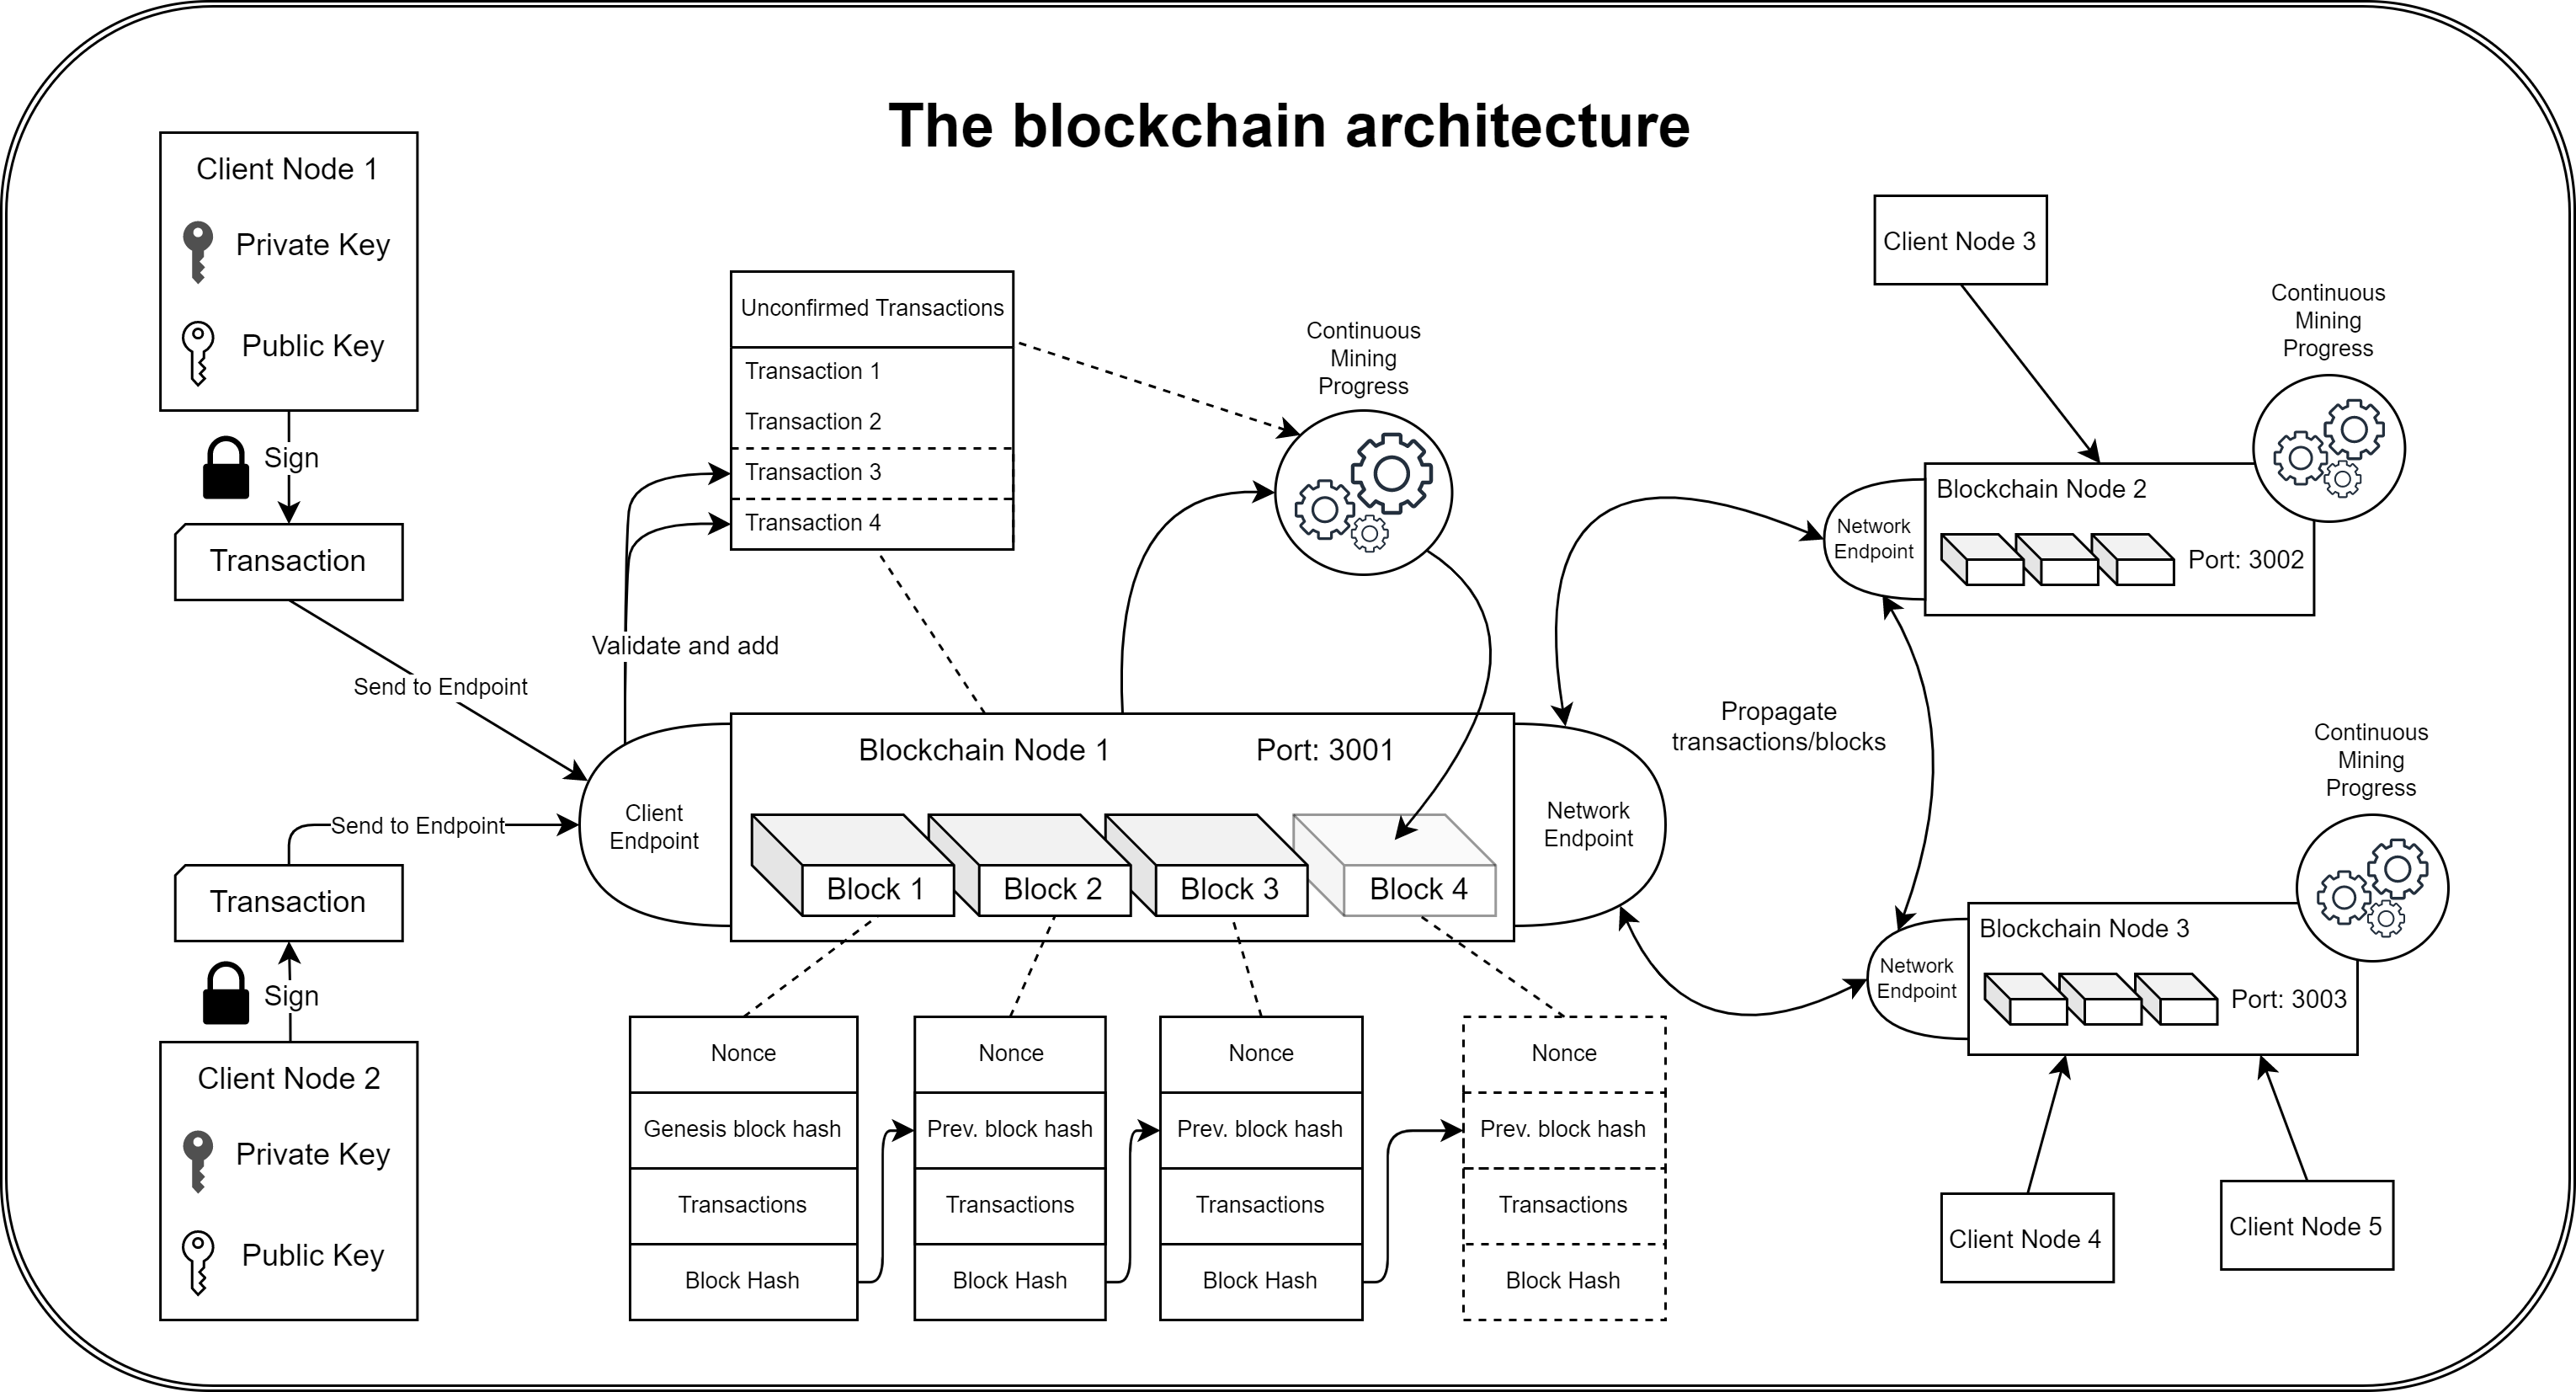 The blockchain architecture
Client Node 1
Private Key
Public Key
Sign
Transaction
Send to Endpoint
Unconfirmed Transactions
Transaction 1
Transaction 2
Transaction 3
Transaction 4
Validate and add
Continuous
Mining
Progress
Client Node 3
Continuous
Mining
Progress
Blockchain Node 2
Network
Endpoint
Port: 3002
Propagate
transactions/blocks
Blockchain Node 1
Port: 3001
Client
Endpoint
Block 1
Block 2
Block 3
Block 4
Network
Endpoint
Send to Endpoint
Transaction
Sign
Client Node 2
Private Key
Public Key
Nonce
Genesis block hash
Transactions
Block Hash
Nonce
Prev. block hash
Transactions
Block Hash
Nonce
Prev. block hash
Transactions
Block Hash
Nonce
Prev. block hash
Transactions
Block Hash
Continuous
Mining
Progress
Blockchain Node 3
Network
Endpoint
Port: 3003
Client Node 4
Client Node 5